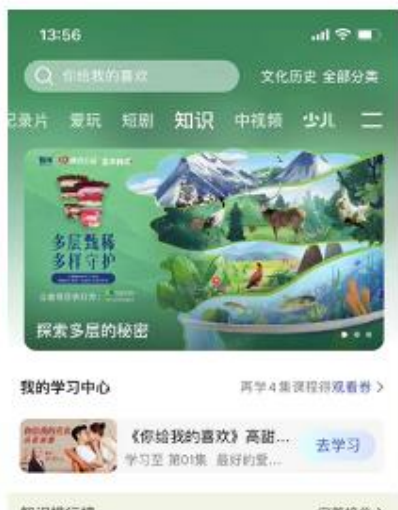 13:56
你给我的喜欢
文化历史 全部分类
纪录片 爱玩 短剧 知识 中视频 少儿
多层甄稀
多样守护
探索多层的秘密
我的学习中心
再学4集课程得观看券
《你给我的喜欢》高甜...
学习至 第01集 最好的爱...
去学习